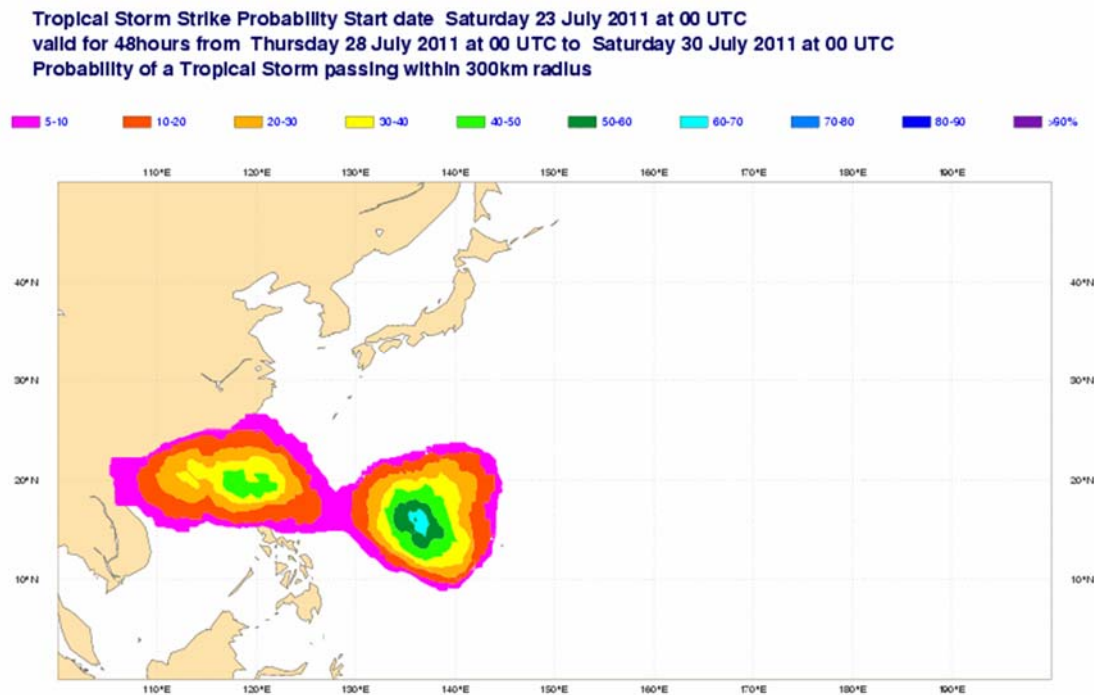 Tropical Storm Strike Probability Start date Saturday 23 July 2011 at 00 UTC
valid for 48hours from Thursday 28 July 2011 at 00 UTC to Saturday 30 July 2011 at 00 UTC
Probability of a Tropical Storm passing within 300km radius
5-10 10-20 20-30 30-40 40-50 50-60 60-70 70-80 80-90 >90%
110°E 120°E 130°E 140°E 150°E 160°E 170°E 180°E 190°E
40°N 40°N
30°N 30°N
20°N 20°N
10°N 10°N
110°E 120°E 130°E 140°E 150°E 160°E 170°E 180°E 190°E